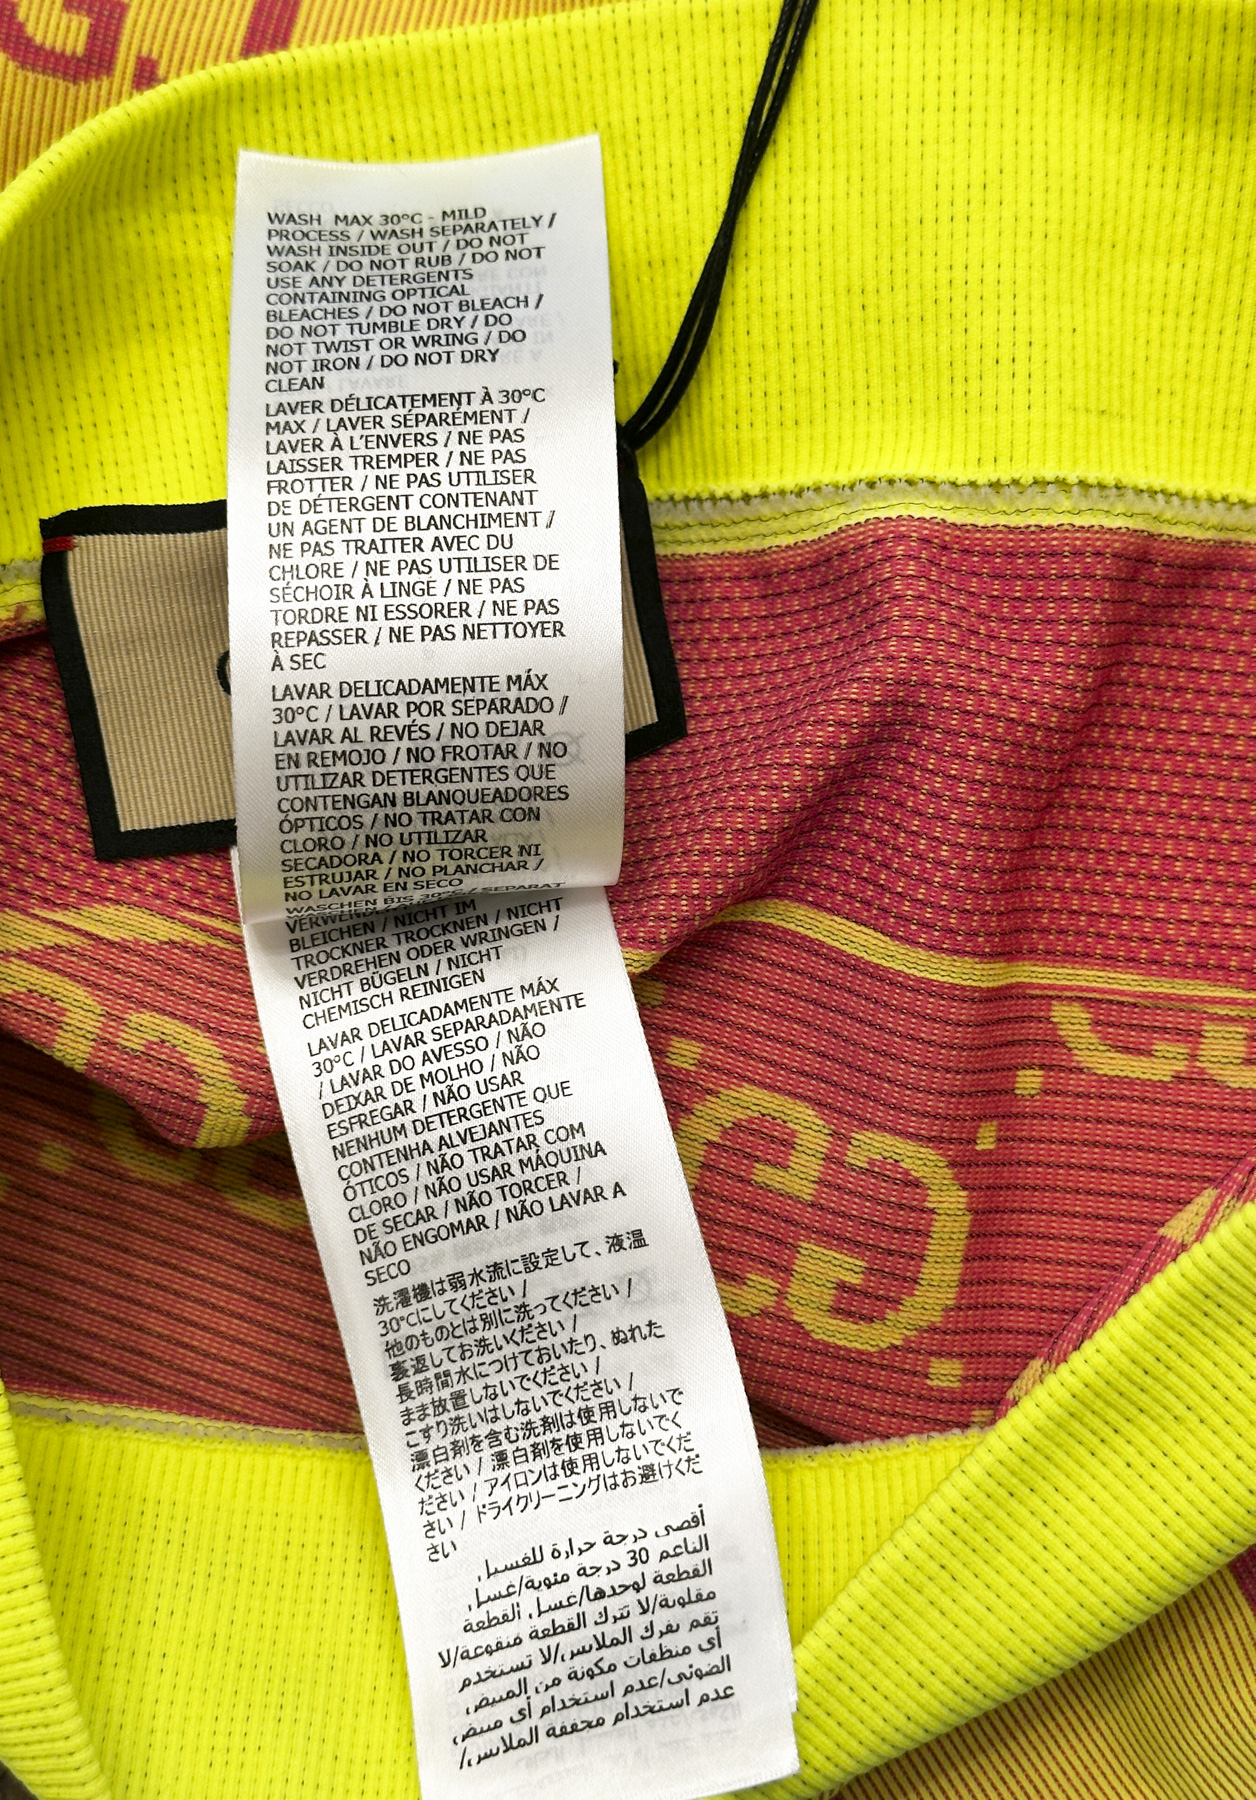 WASH MAX 30°C - MILD
PROCESS / WASH SEPARATELY /
WASH INSIDE OUT / DO NOT
SOAK / DO NOT RUB / DO NOT
USE ANY DETERGENTS
CONTAINING OPTICAL
BLEACHES / DO NOT BLEACH /
DO NOT TUMBLE DRY / DO
NOT TWIST OR WRING / DO
NOT IRON / DO NOT DRY
CLEAN
LAVER DÉLICATEMENT À 30°C
MAX / LAVER SÉPARÉMENT /
LAVER À L'ENVERS / NE PAS
LAISSER TREMPER / NE PAS
FROTTER / NE PAS UTILISER
DE DÉTERGENT CONTENANT
UN AGENT DE BLANCHIMENT /
NE PAS TRAITER AVEC DU
CHLORE / NE PAS UTILISER DE
SÉCHOIR À LINGE / NE PAS
TORDRE NI ESSORER / NE PAS
REPASSER / NE PAS NETTOYER
À SEC
LAVAR DELICADAMENTE MÁX
30°C / LAVAR POR SEPARADO /
LAVAR AL REVÉS / NO DEJAR
EN REMOJO / NO FROTAR / NO
UTILIZAR DETERGENTES QUE
CONTENGAN BLANQUEADORES
ÓPTICOS / NO TRATAR CON
CLORO / NO UTILIZAR
SECADORA / NO TORCER NI
ESTRUJAR / NO PLANCHAR /
NO LAVAR EN SECO
WASCHEN BIS 30°C / SEPARAT
BLEICHEN / NICHT IM
TROCKNER TROCKNEN / NICHT
VERDREHEN ODER WRINGEN /
NICHT BÜGELN / NICHT
CHEMISCH REINIGEN
LAVAR DELICADAMENTE MÁX
30°C / LAVAR SEPARADAMENTE
/ LAVAR DO AVESSO / NÃO
DEIXAR DE MOLHO / NÃO
ESFREGAR / NÃO USAR
NENHUM DETERGENTE QUE
CONTENHA ALVEJANTES
ÓTICOS / NÃO TRATAR COM
CLORO / NÃO USAR MÁQUINA
DE SECAR / NÃO TORCER /
NÃO ENGOMAR / NÃO LAVAR A
SECO
洗濯機は弱水流に設定して、液温
30°Cにしてください /
他のものとは別に洗ってください /
裏返してお洗いください /
長時間水につけておいたり、ぬれた
まま放置しないでください /
こすり洗いはしないでください /
漂白剤を含む洗剤は使用しないで
ください / 漂白剤を使用しないでく
ださい / アイロンは使用しないでくだ
さい / ドライクリーニングはお避けくだ
さい
أقصى درجة حرارة للغسيل
الناعم 30 درجة مئوية/غسل
القطعة لوحدها/غسل القطعة
مقلوبة/لا تترك القطعة منقوعة/لا
تقم بفرك الملابس/لا تستخدم
أي منظفات مكونة من المبيض
الضوئى/عدم استخدام أي مبيض
عدم استخدام مجففة الملابس/